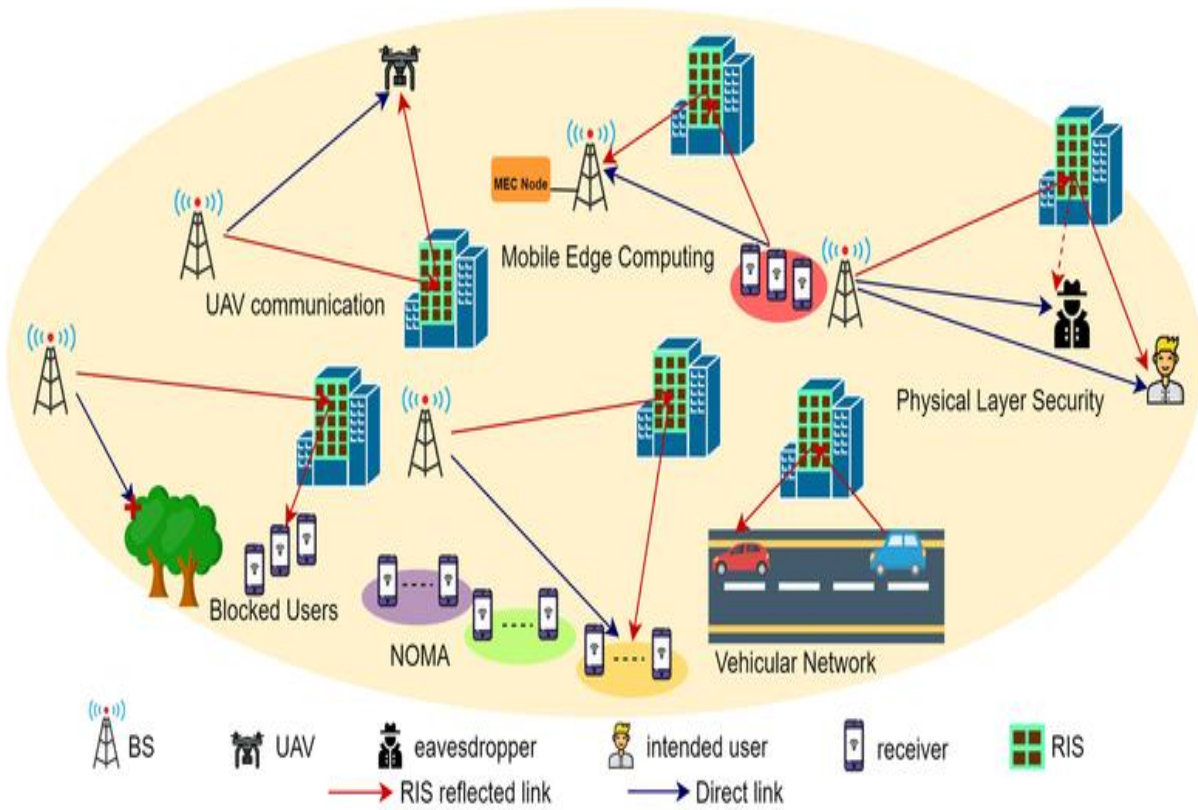 MEC Node
Mobile Edge Computing
UAV communication
Physical Layer Security
Blocked Users
NOMA
Vehicular Network
BS
UAV
eavesdropper
intended user
receiver
RIS
RIS reflected link
Direct link